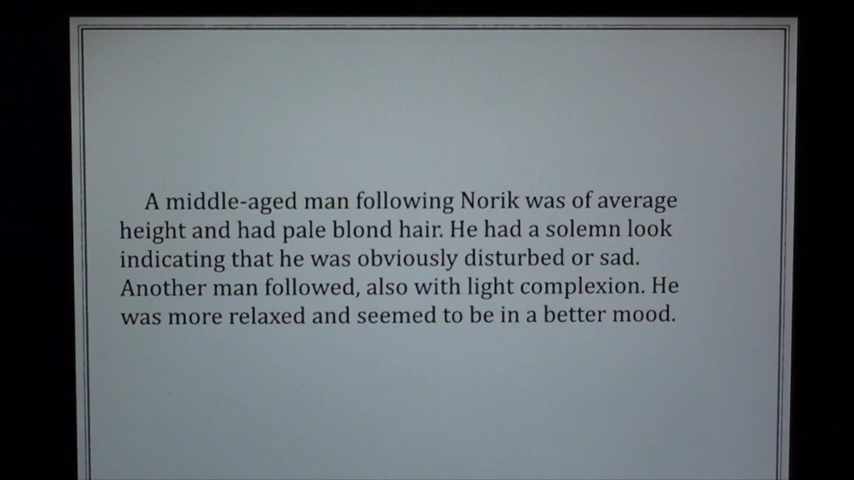 A middle-aged man following Norik was of average
height and had pale blond hair. He had a solemn look
indicating that he was obviously disturbed or sad.
Another man followed, also with light complexion. He
was more relaxed and seemed to be in a better mood.